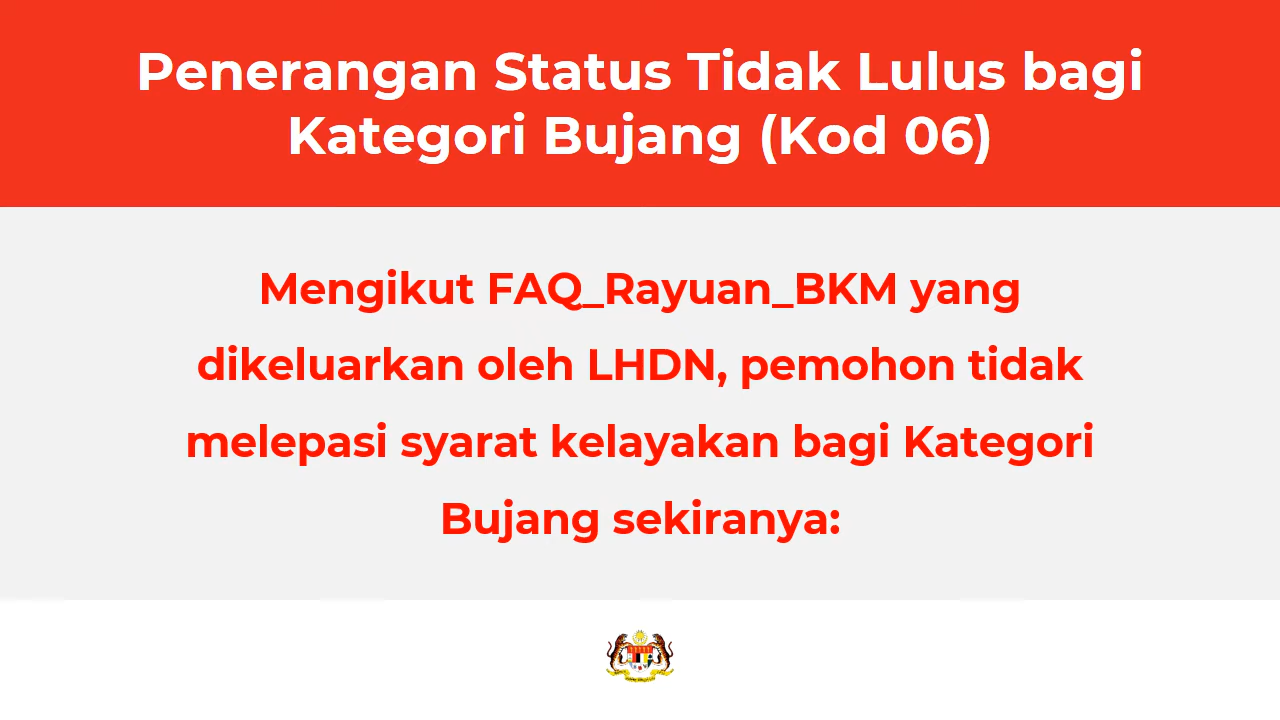 Penerangan Status Tidak Lulus bagi
Kategori Bujang (Kod 06)
Mengikut FAQ_Rayuan_BKM yang
dikeluarkan oleh LHDN, pemohon tidak
melepasi syarat kelayakan bagi Kategori
Bujang sekiranya: